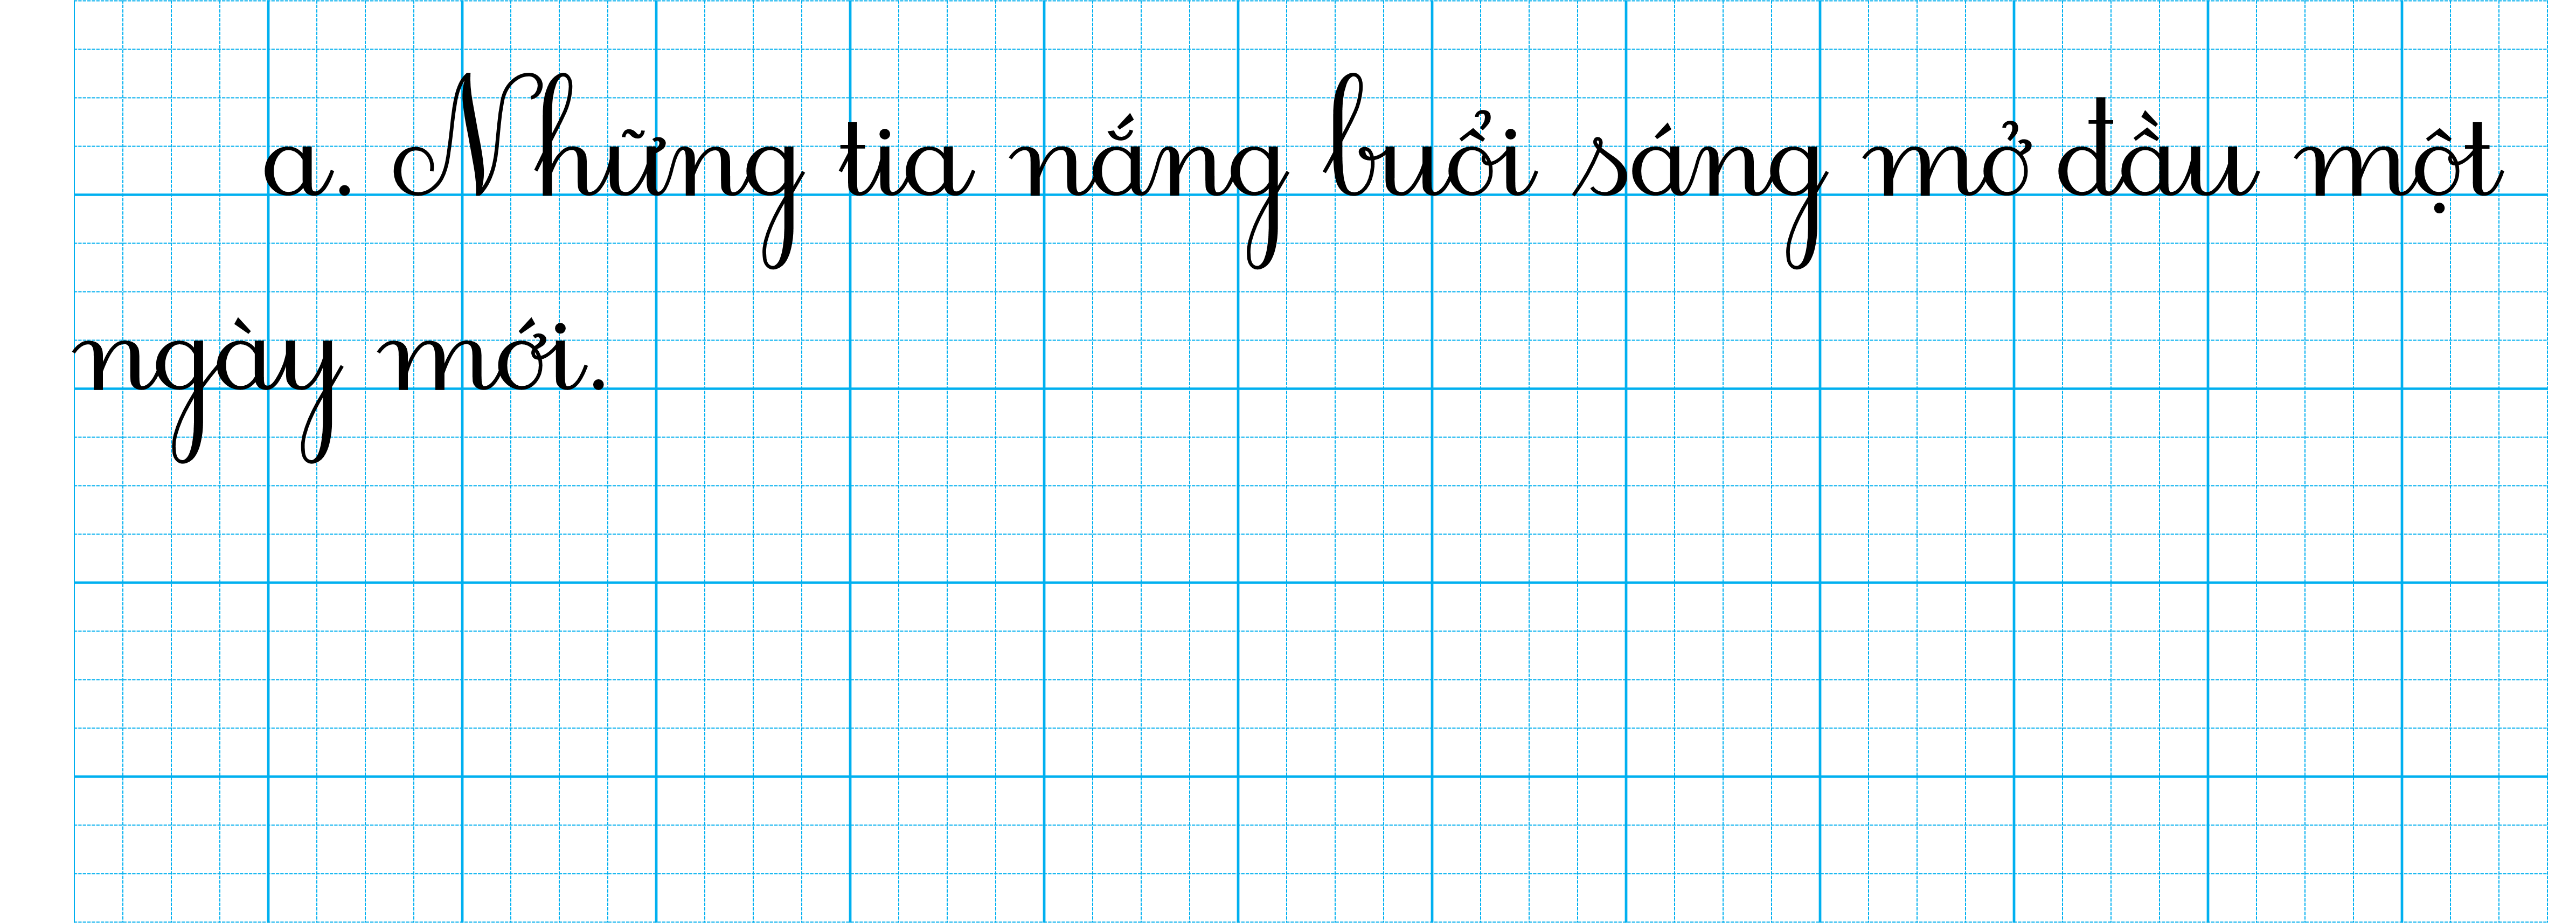 a. Những tia nắng buổi sáng mở đầu một
ngày mới.